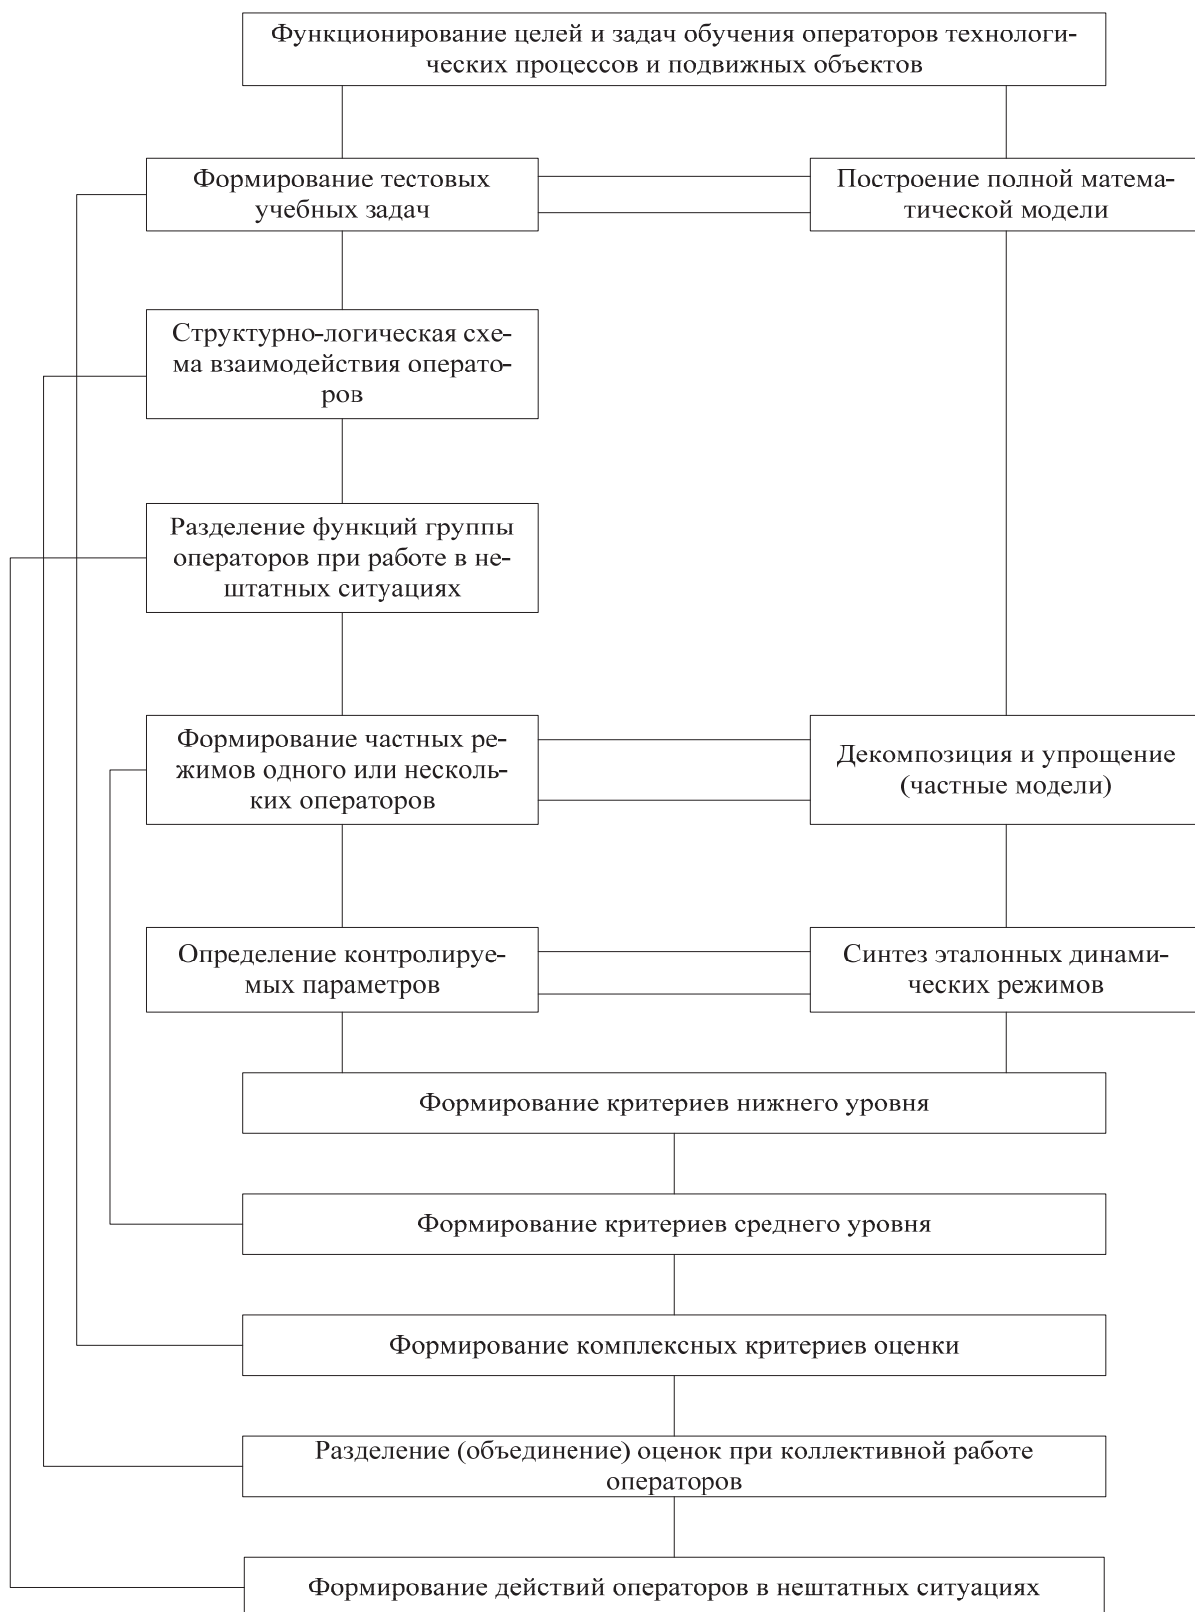 Функционирование целей и задач обучения операторов технологи-
ческих процессов и подвижных объектов
Формирование тестовых
учебных задач
Построение полной матема-
тической модели
Структурно-логическая схе-
ма взаимодействия операто-
ров
Разделение функций группы
операторов при работе в не-
штатных ситуациях
Формирование частных ре-
жимов одного или несколь-
ких операторов
Декомпозиция и упрощение
(частные модели)
Определение контролируе-
мых параметров
Синтез эталонных динами-
ческих режимов
Формирование критериев нижнего уровня
Формирование критериев среднего уровня
Формирование комплексных критериев оценки
Разделение (объединение) оценок при коллективной работе
операторов
Формирование действий операторов в нештатных ситуациях